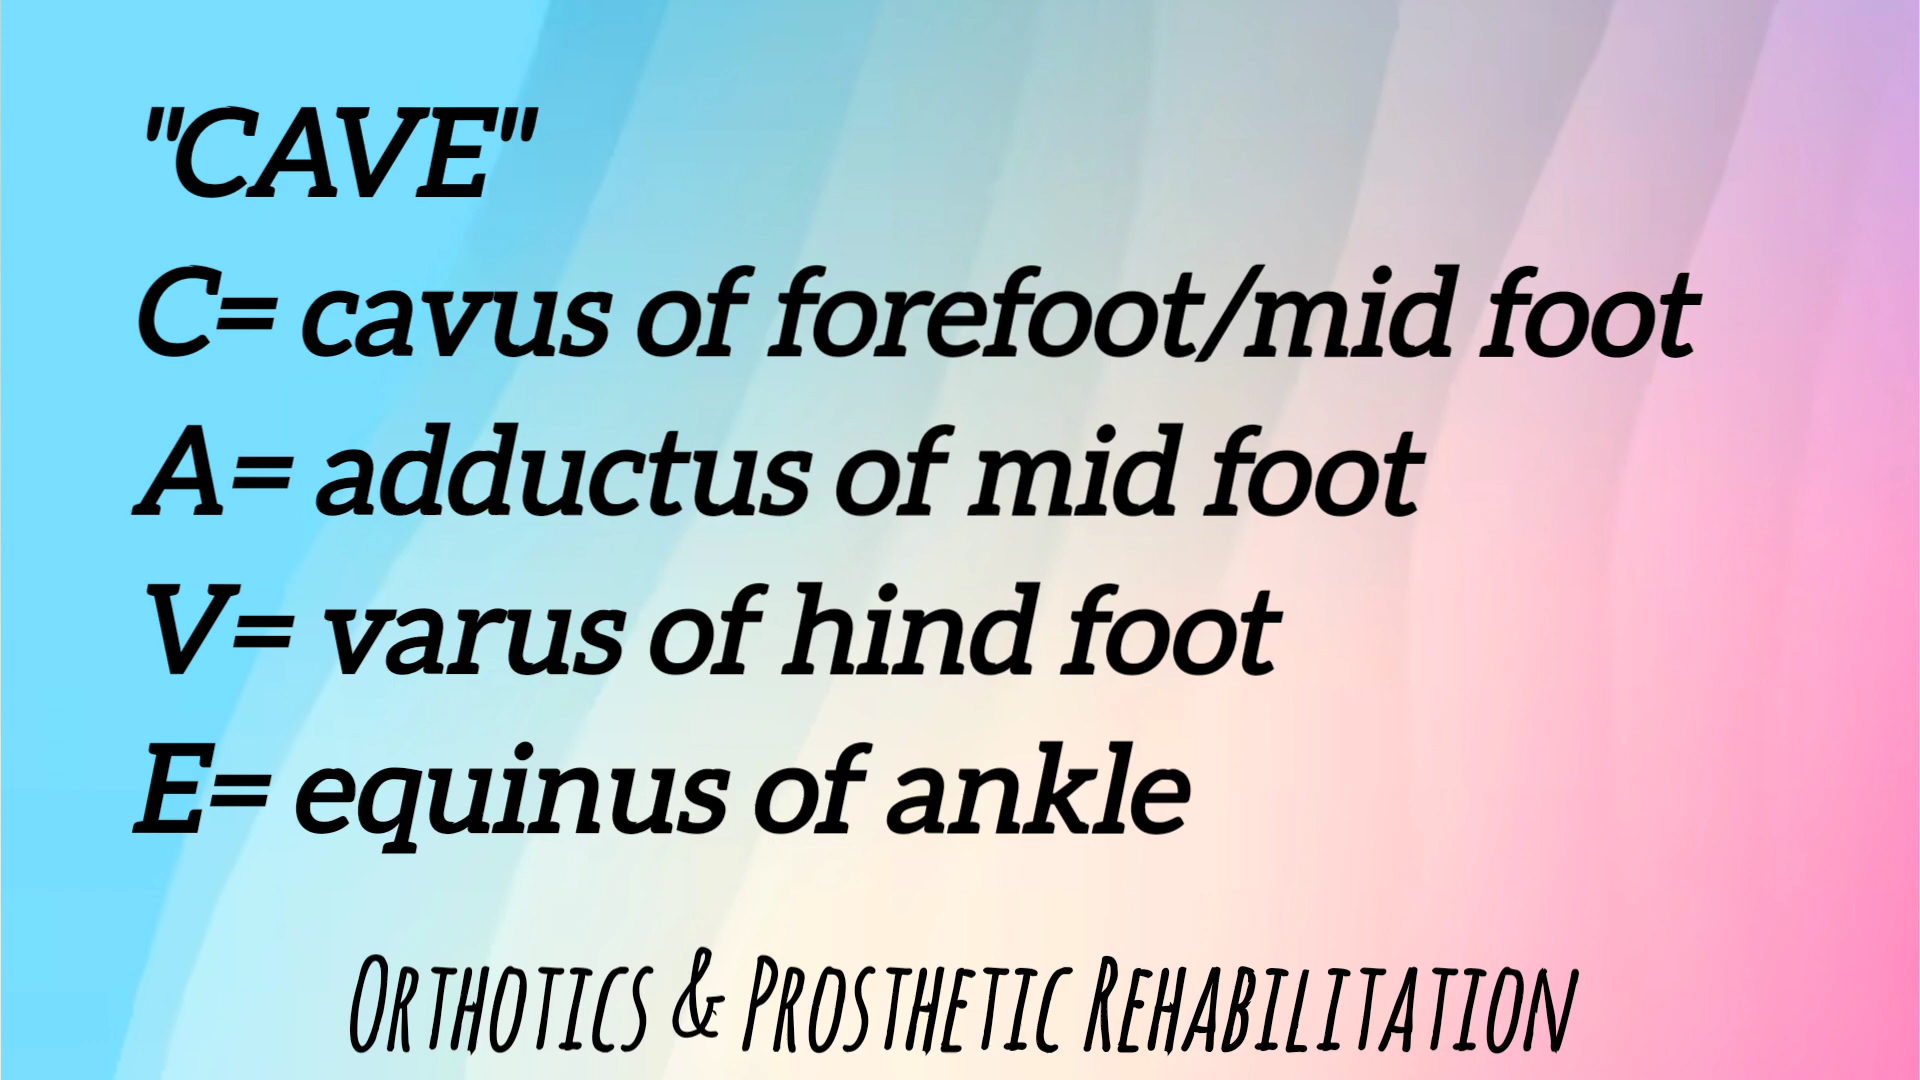 "CAVE"
C= cavus of forefoot/mid foot
A= adductus of mid foot
V= varus of hind foot
E= equinus of ankle
Orthotics & Prosthetic Rehabilitation